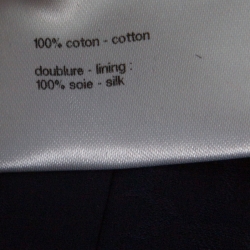 100% coton - cotton
doublure - lining :
100% soie - silk